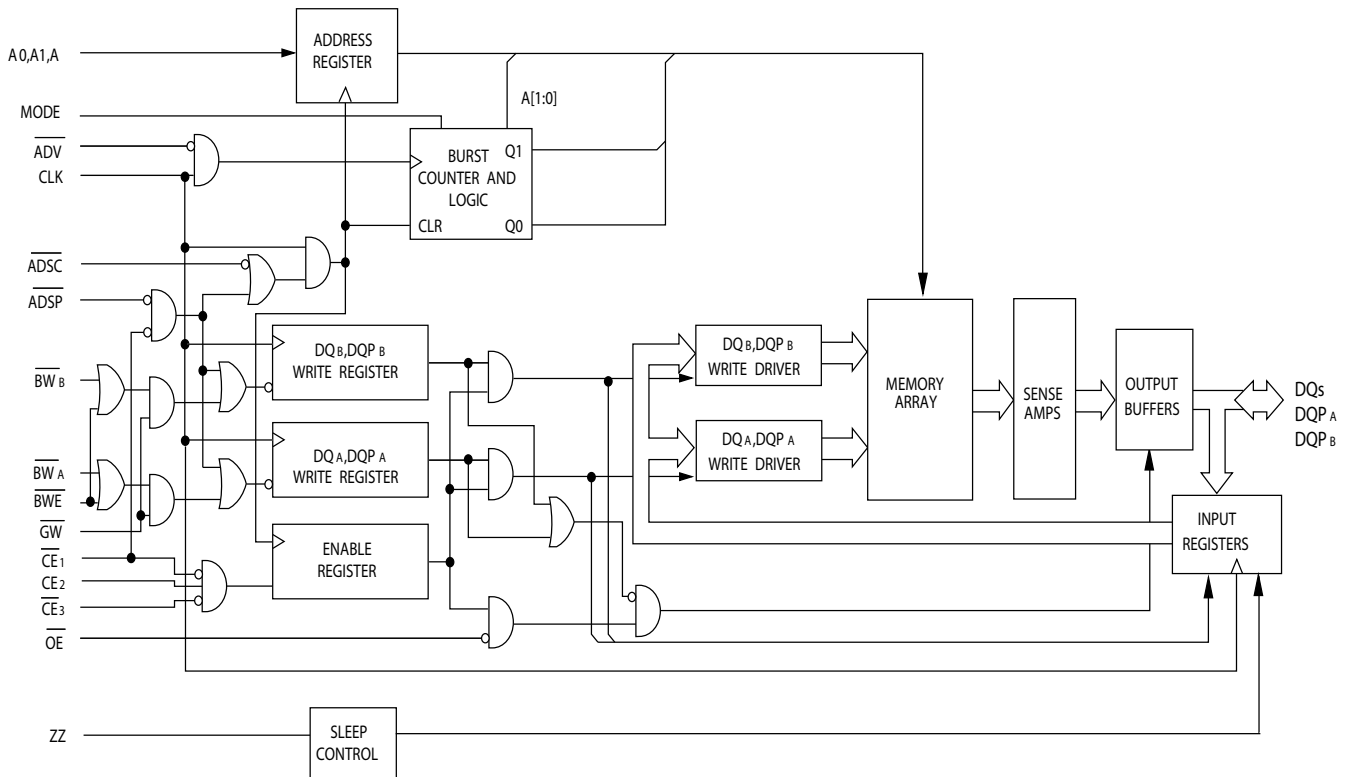 A0,A1,A
ADDRESS
REGISTER
MODE
A[1:0]
ADV
CLK
BURST
COUNTER AND
LOGIC
Q1
CLR
Q0
ADSC
ADSP
DQB,DQPB
WRITE REGISTER
DQB,DQPB
WRITE DRIVER
BWB
MEMORY
ARRAY
SENSE
AMPS
OUTPUT
BUFFERS
DQs
DQPA
DQPB
BWA
BWE
GW
DQA,DQPA
WRITE REGISTER
DQA,DQPA
WRITE DRIVER
CE1
CE2
CE3
ENABLE
REGISTER
INPUT
REGISTERS
OE
ZZ
SLEEP
CONTROL